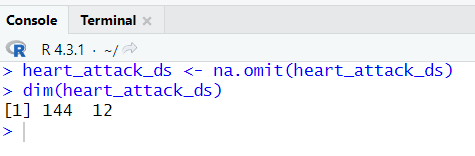 Console Terminal
R R 4.3.1 · ~/
> heart_attack_ds <- na.omit(heart_attack_ds)
> dim(heart_attack_ds)
[1] 144  12
>